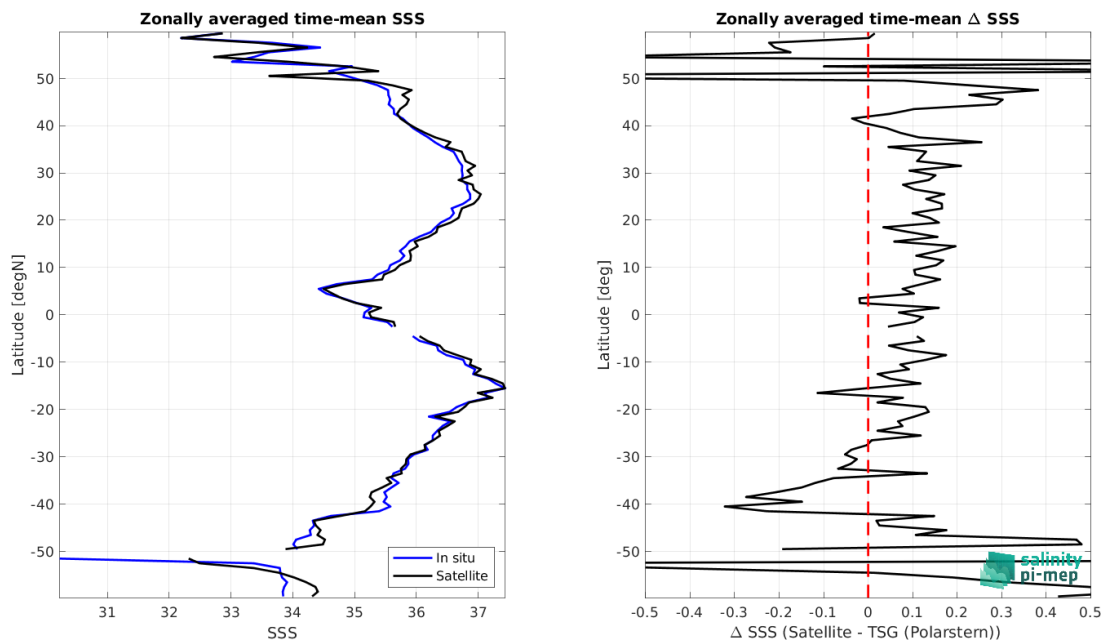 Zonally averaged time-mean SSS
Latitude [degN]
50
40
30
20
10
0
-10
-20
-30
-40
-50
31 32 33 34 35 36 37
SSS
In situ
Satellite
Zonally averaged time-mean Δ SSS
Latitude [deg]
50
40
30
20
10
0
-10
-20
-30
-40
-50
-0.5 -0.4 -0.3 -0.2 -0.1 0 0.1 0.2 0.3 0.4 0.5
Δ SSS (Satellite - TSG (Polarstern))
salinity
pi-mep